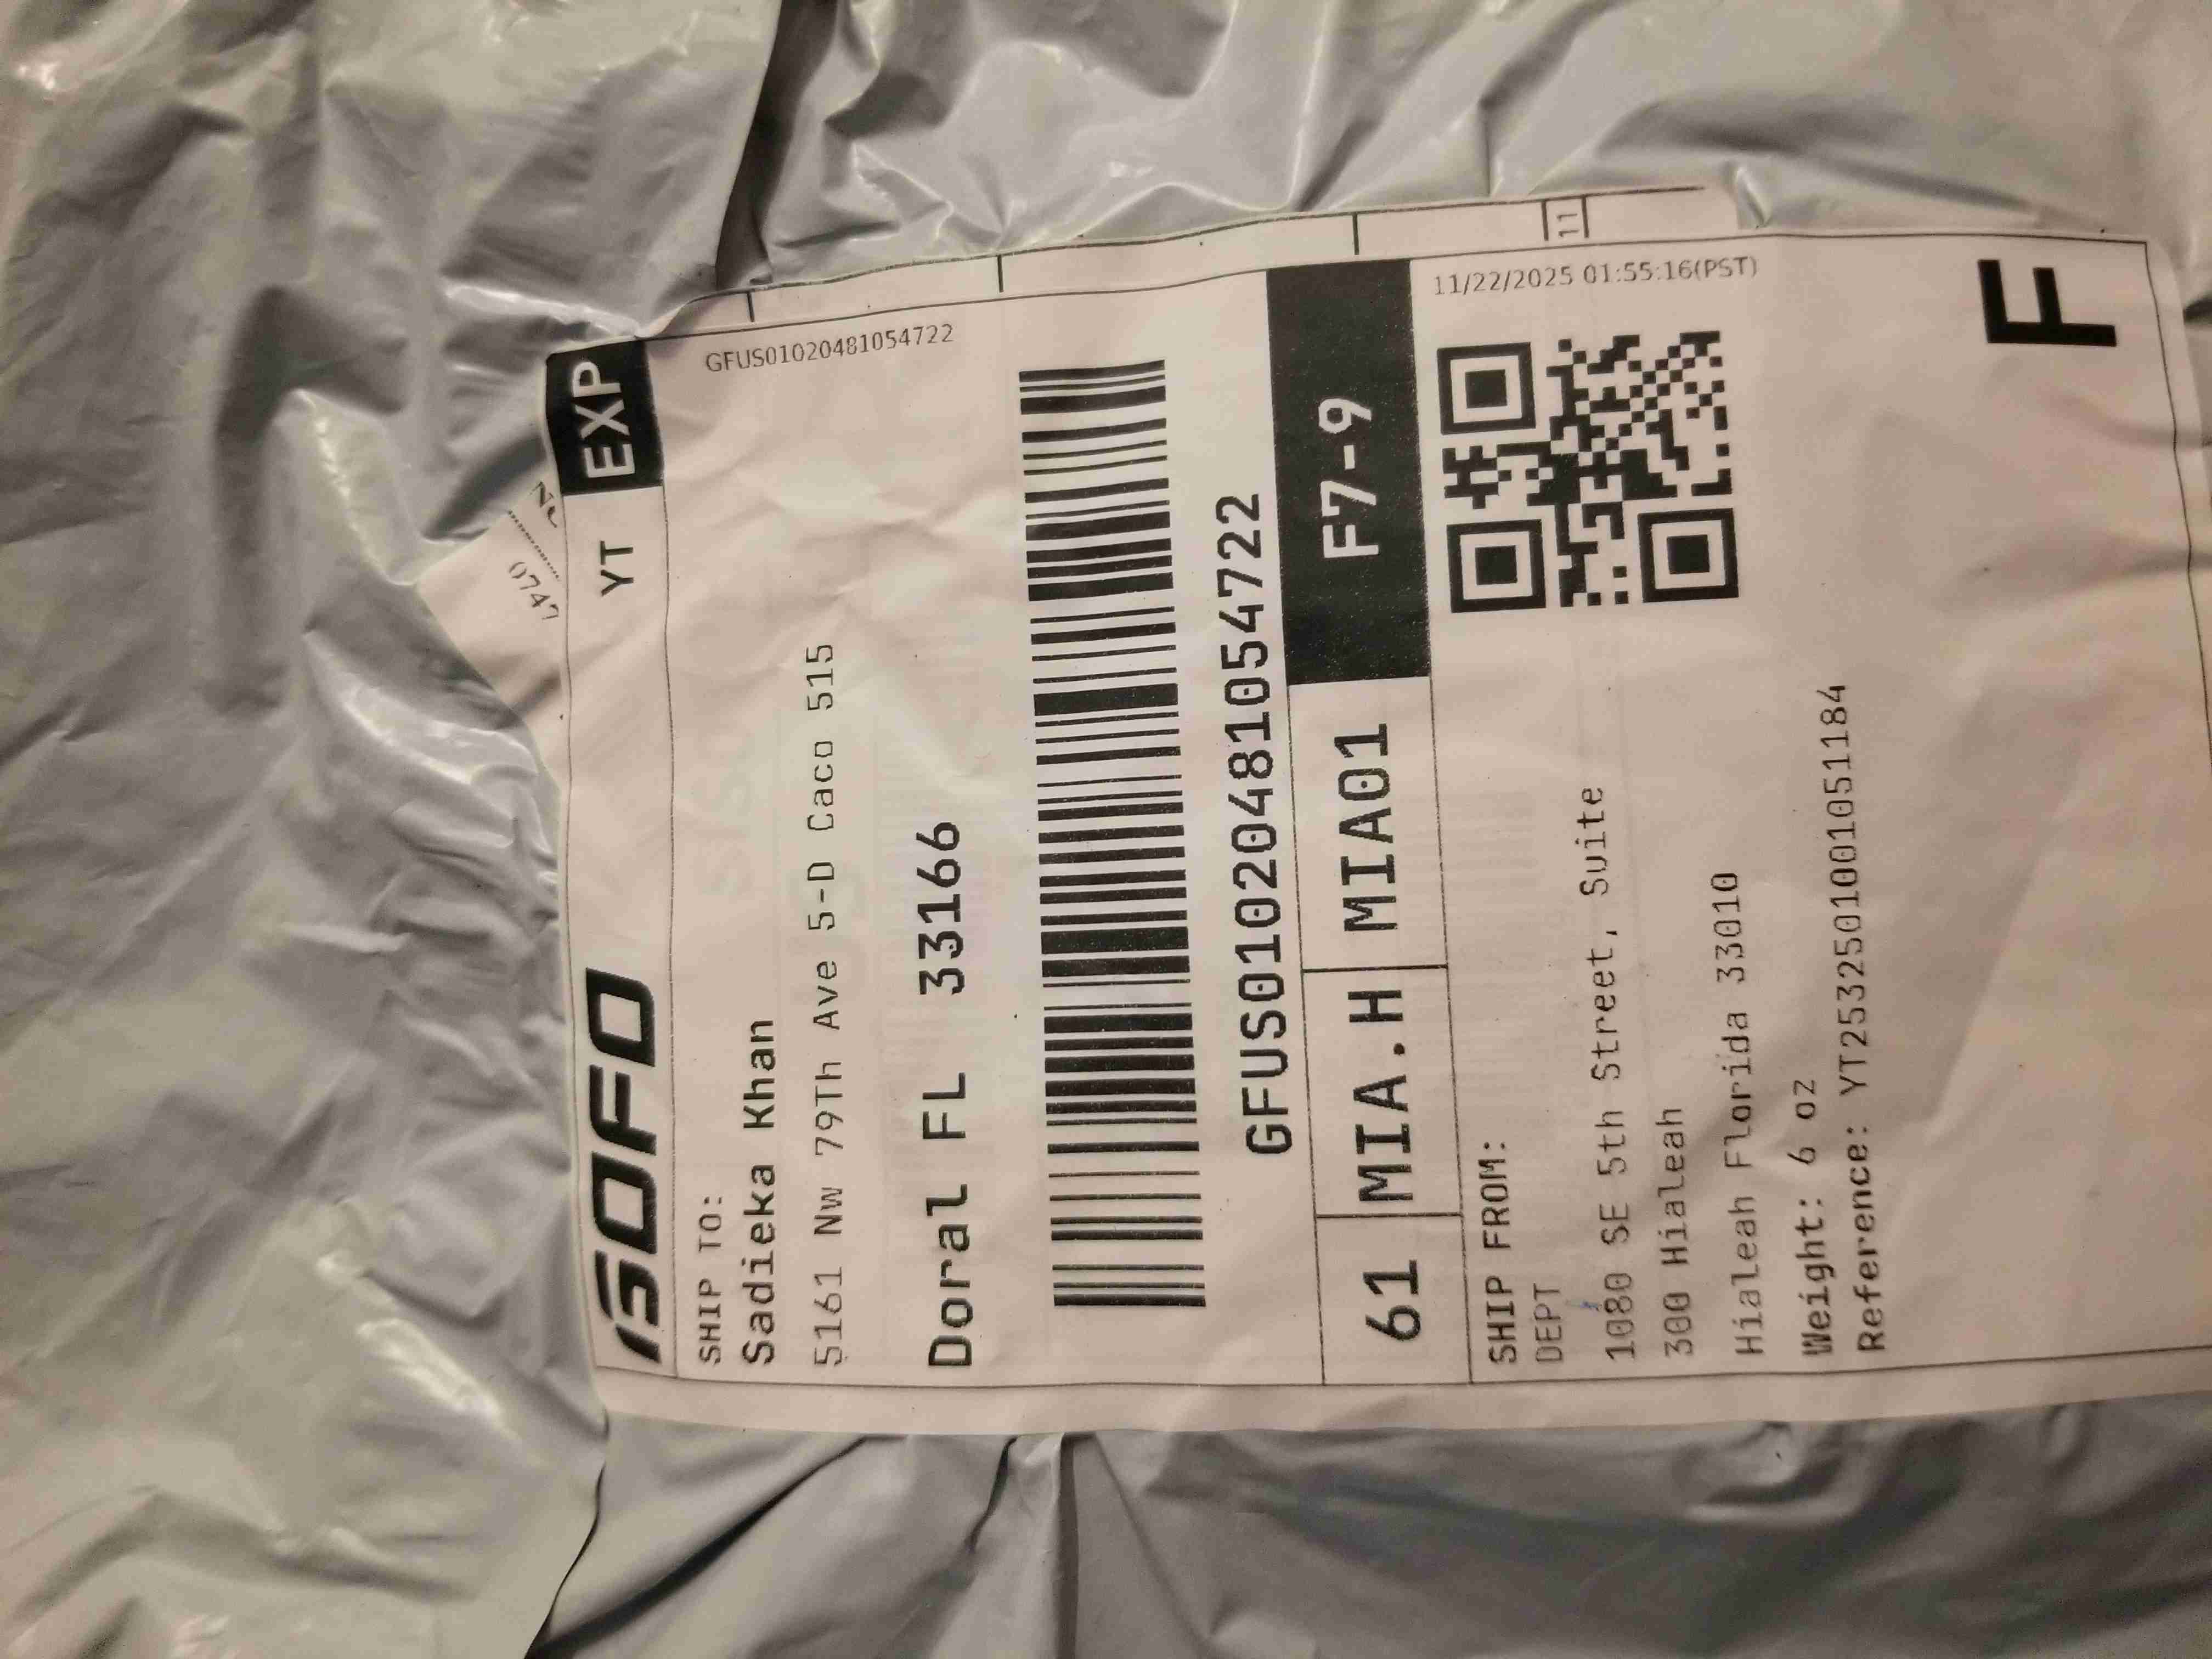 GOFO
YT EXP
GFUS01020481054722
SHIP TO:
Sadieka Khan
5161 Nw 79Th Ave 5-D Caco 515
Doral FL 33166
GFUS01020481054722
61 MIA.H MIA01 F7-9
11/22/2025 01:55:16(PST)
SHIP FROM:
DEPT
1080 SE 5th Street, Suite
300 Hialeah
Hialeah Florida 33010
Weight: 6 oz
Reference: YT2532501001051184
F
11